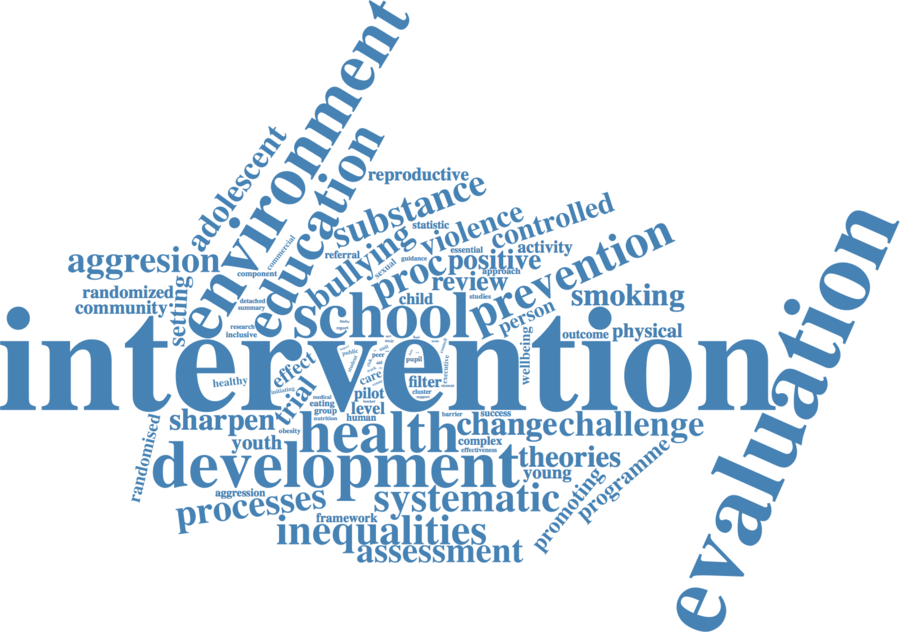 environment
adolescent
education
reproductive
substance
statistic
violence
controlled
aggresion
commercial
component
referral
bullying
sexual
guidance
essential
activity
proc
positive
approach
prevention
randomized
community
setting
detached
summary
review
child
studies
smoking
person
research
inclusive
school
wellbeing
outcome
physical
intervention
evaluation
public
peer
pupil
executive
healthy
effect
initiating
care
filter
cluster
trial
pilot
medical
eating
group
nutrition
level
human
barrier
success
sharpen
randomised
obesity
youth
health
change
challenge
complex
effectiveness
development
theories
young
aggression
processes
systematic
promoting
programme
framework
inequalities
assessment